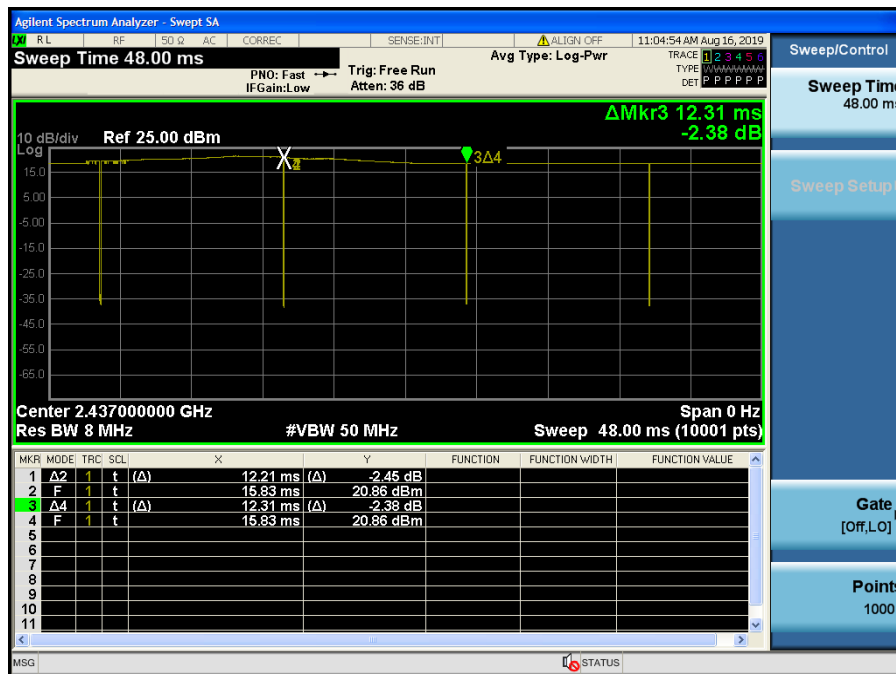 Agilent Spectrum Analyzer - Swept SA
LXI RL RF 50 Ω AC CORREC SENSE:INT ALIGN OFF 11:04:54 AM Aug 16, 2019
Sweep Time 48.00 ms
PNO: Fast
IFGain:Low
Trig: Free Run
Atten: 36 dB
Avg Type: Log-Pwr
TRACE 1 2 3 4 5 6
TYPE WWWWWW
DET P P P P P P
ΔMkr3 12.31 ms
-2.38 dB
10 dB/div Ref 25.00 dBm
Log
3Δ4
15.0
5.00
-5.00
-15.0
-25.0
-35.0
-45.0
-55.0
-65.0
Center 2.437000000 GHz Span 0 Hz
Res BW 8 MHz #VBW 50 MHz Sweep 48.00 ms (10001 pts)
MKR MODE TRC SCL X Y FUNCTION FUNCTION WIDTH FUNCTION VALUE
1 Δ2 1 t (Δ) 12.21 ms (Δ) -2.45 dB
2 F 1 t 15.83 ms 20.86 dBm
3 Δ4 1 t (Δ) 12.31 ms (Δ) -2.38 dB
4 F 1 t 15.83 ms 20.86 dBm
5
6
7
8
9
10
11
MSG STATUS
Sweep/Control
Sweep Time
48.00 ms
Sweep Setup
Gate
[Off,LO]
Points
1000